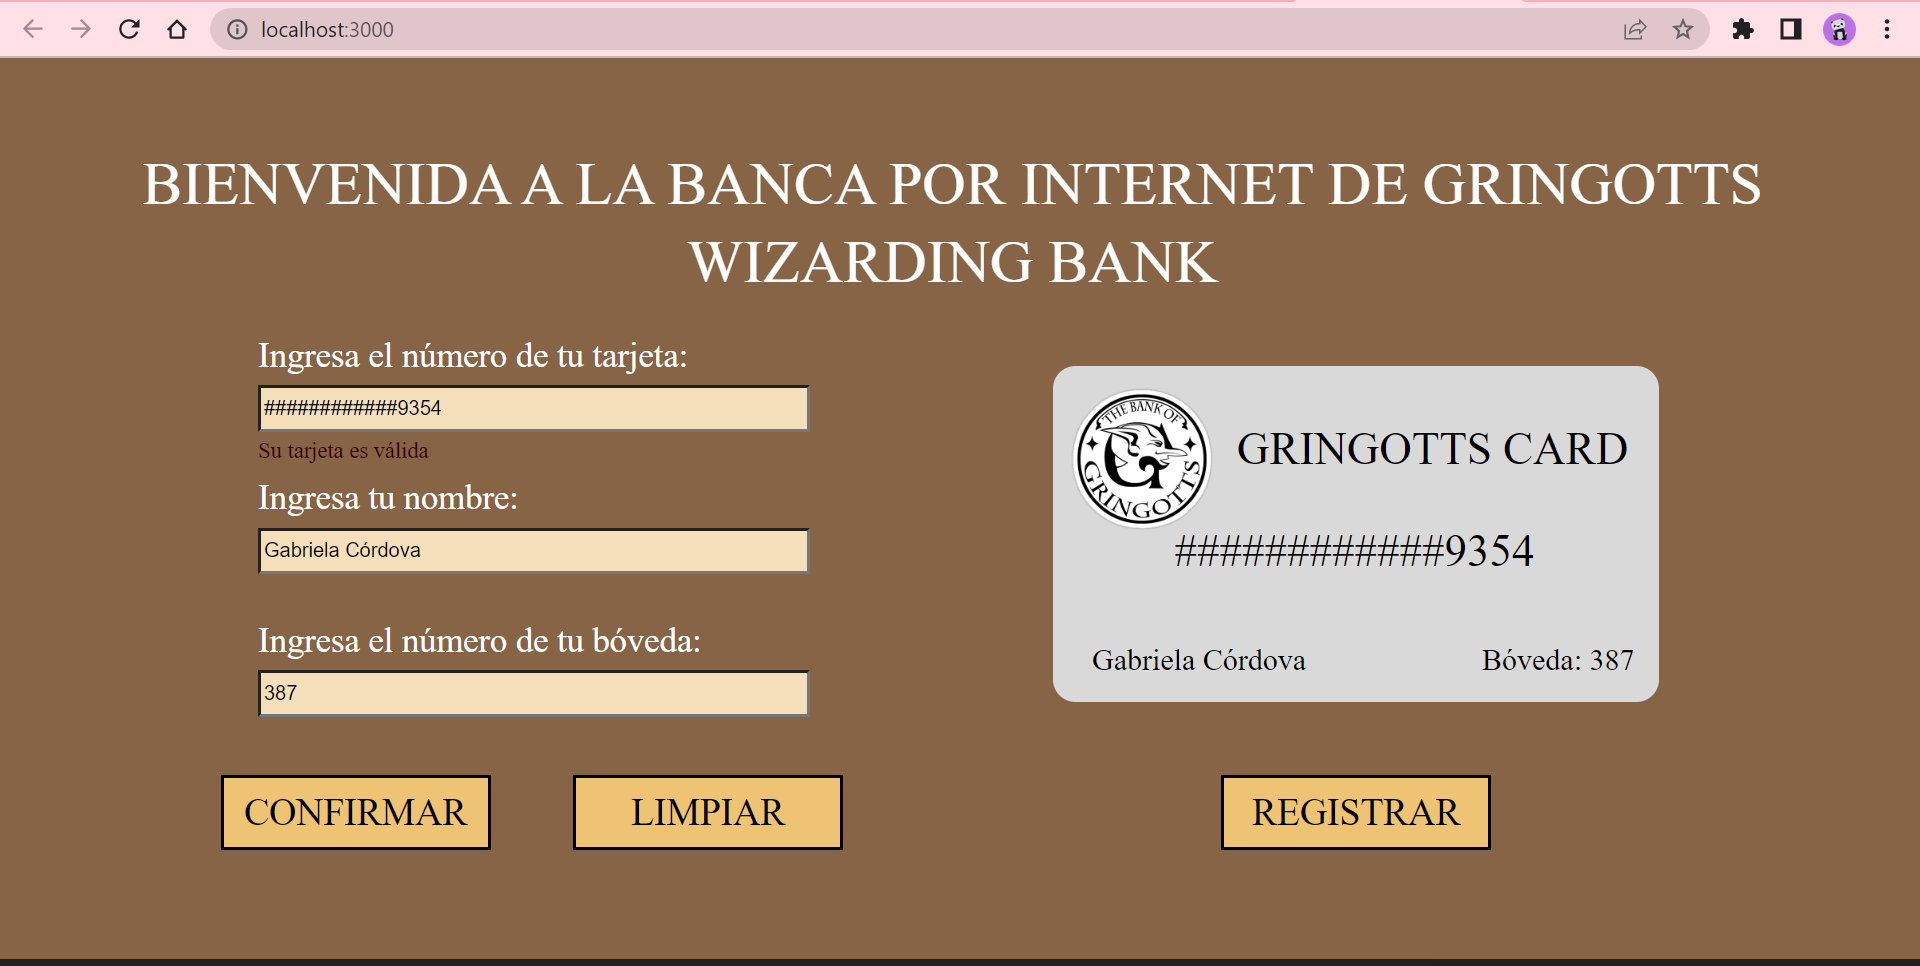 localhost:3000
BIENVENIDA A LA BANCA POR INTERNET DE GRINGOTTS
WIZARDING BANK
Ingresa el número de tu tarjeta:
############9354
Su tarjeta es válida
Ingresa tu nombre:
Gabriela Córdova
Ingresa el número de tu bóveda:
387
THE BANK OF
G
GRINGOTTS
GRINGOTTS CARD
############9354
Gabriela Córdova
Bóveda: 387
CONFIRMAR
LIMPIAR
REGISTRAR